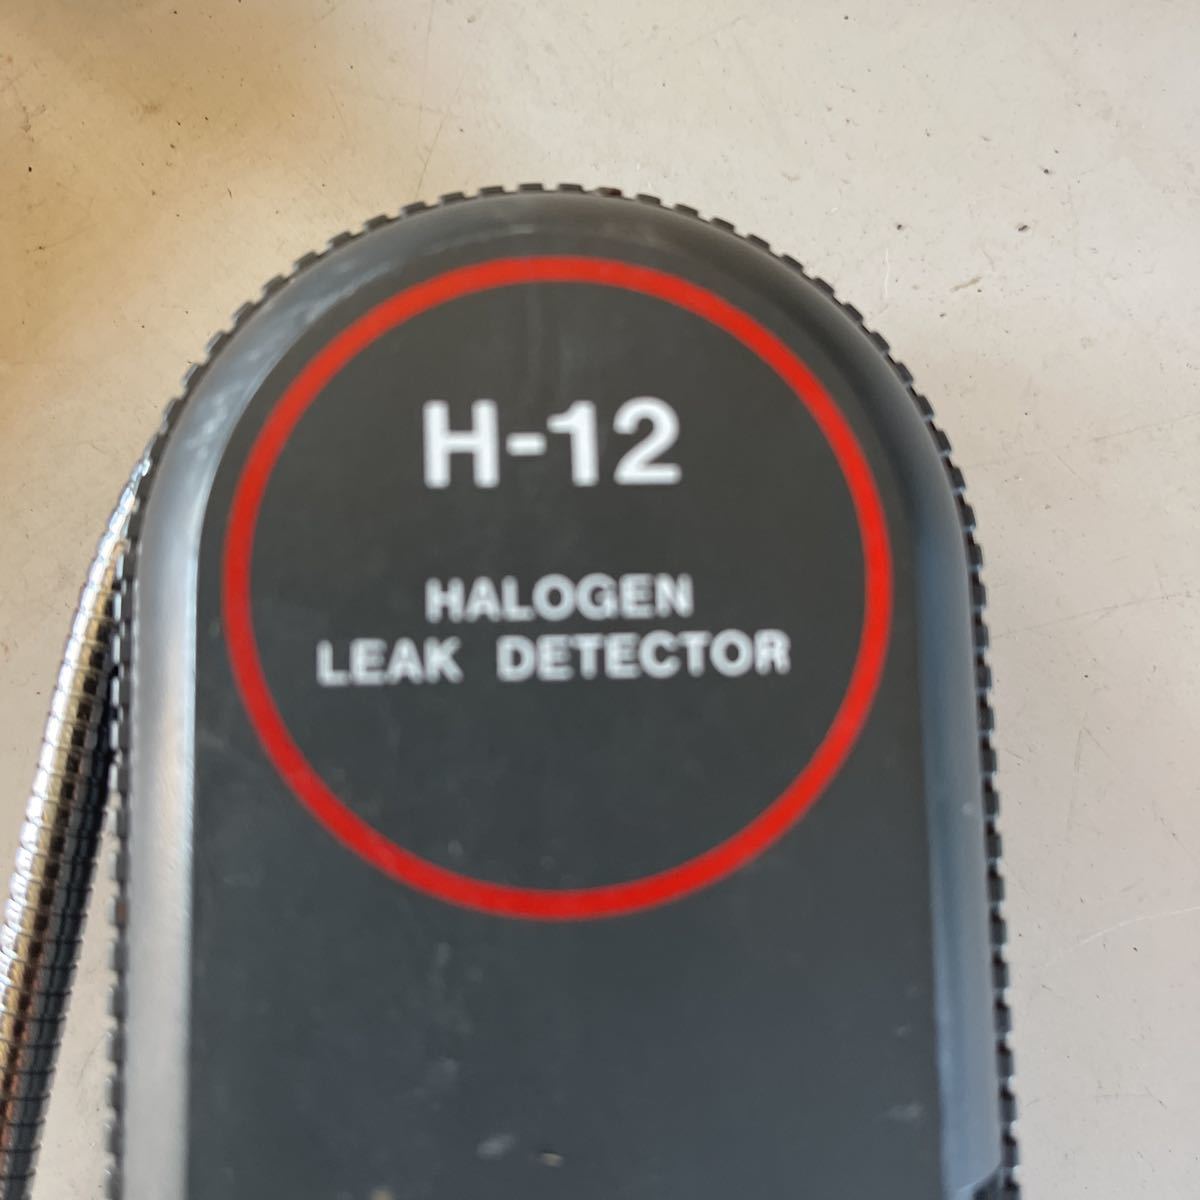 H-12
HALOGEN
LEAK DETECTOR